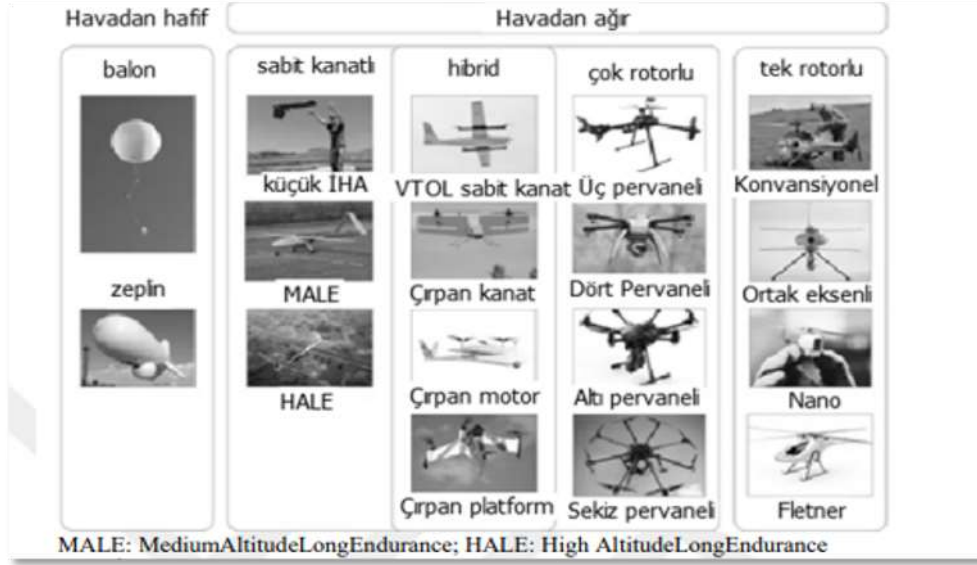 Havadan hafif
Havadan ağır
balon
zeplin
sabit kanatlı
küçük İHA
MALE
HALE
hibrid
VTOL sabit kanat
Çırpan kanat
Çırpan motor
Çırpan platform
çok rotorlu
Üç pervaneli
Dört Pervaneli
Altı pervaneli
Sekiz pervaneli
tek rotorlu
Konvansiyonel
Ortak eksenli
Nano
Fletner
MALE: MediumAltitudeLongEndurance; HALE: High AltitudeLongEndurance